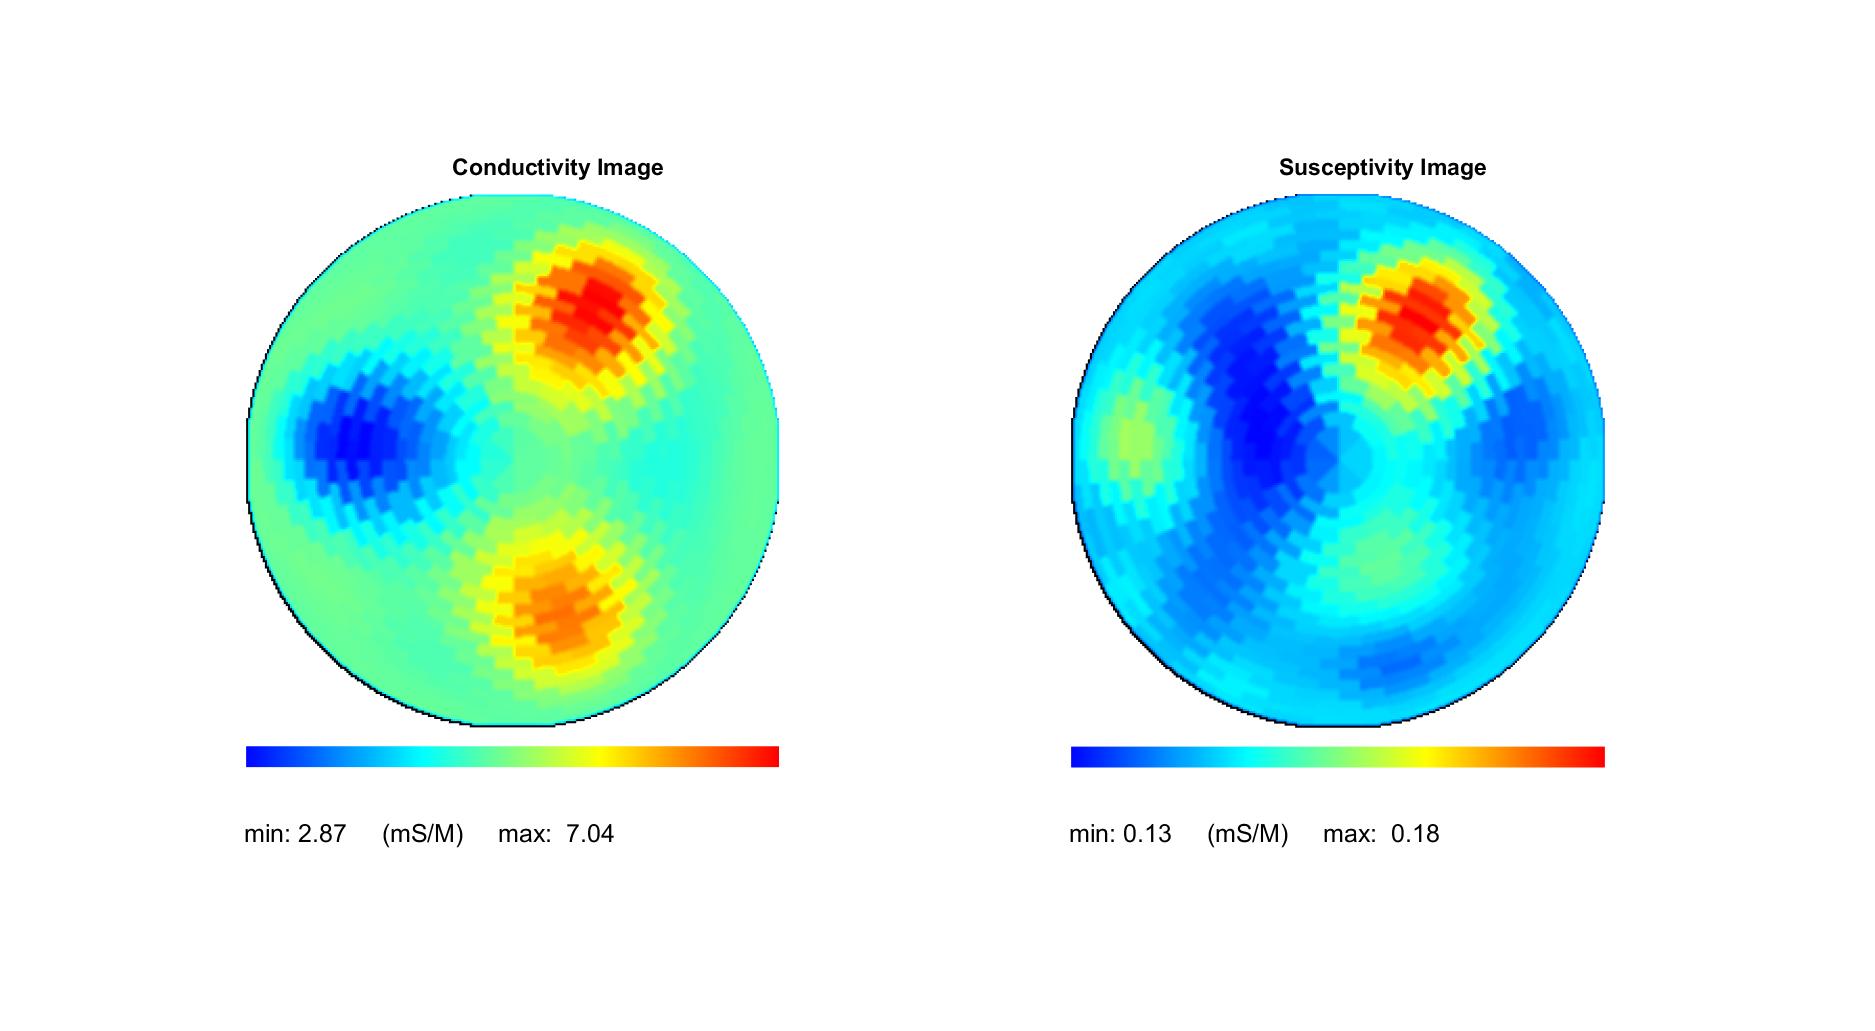 Conductivity Image
Susceptivity Image
min: 2.87 (mS/M) max: 7.04
min: 0.13 (mS/M) max: 0.18